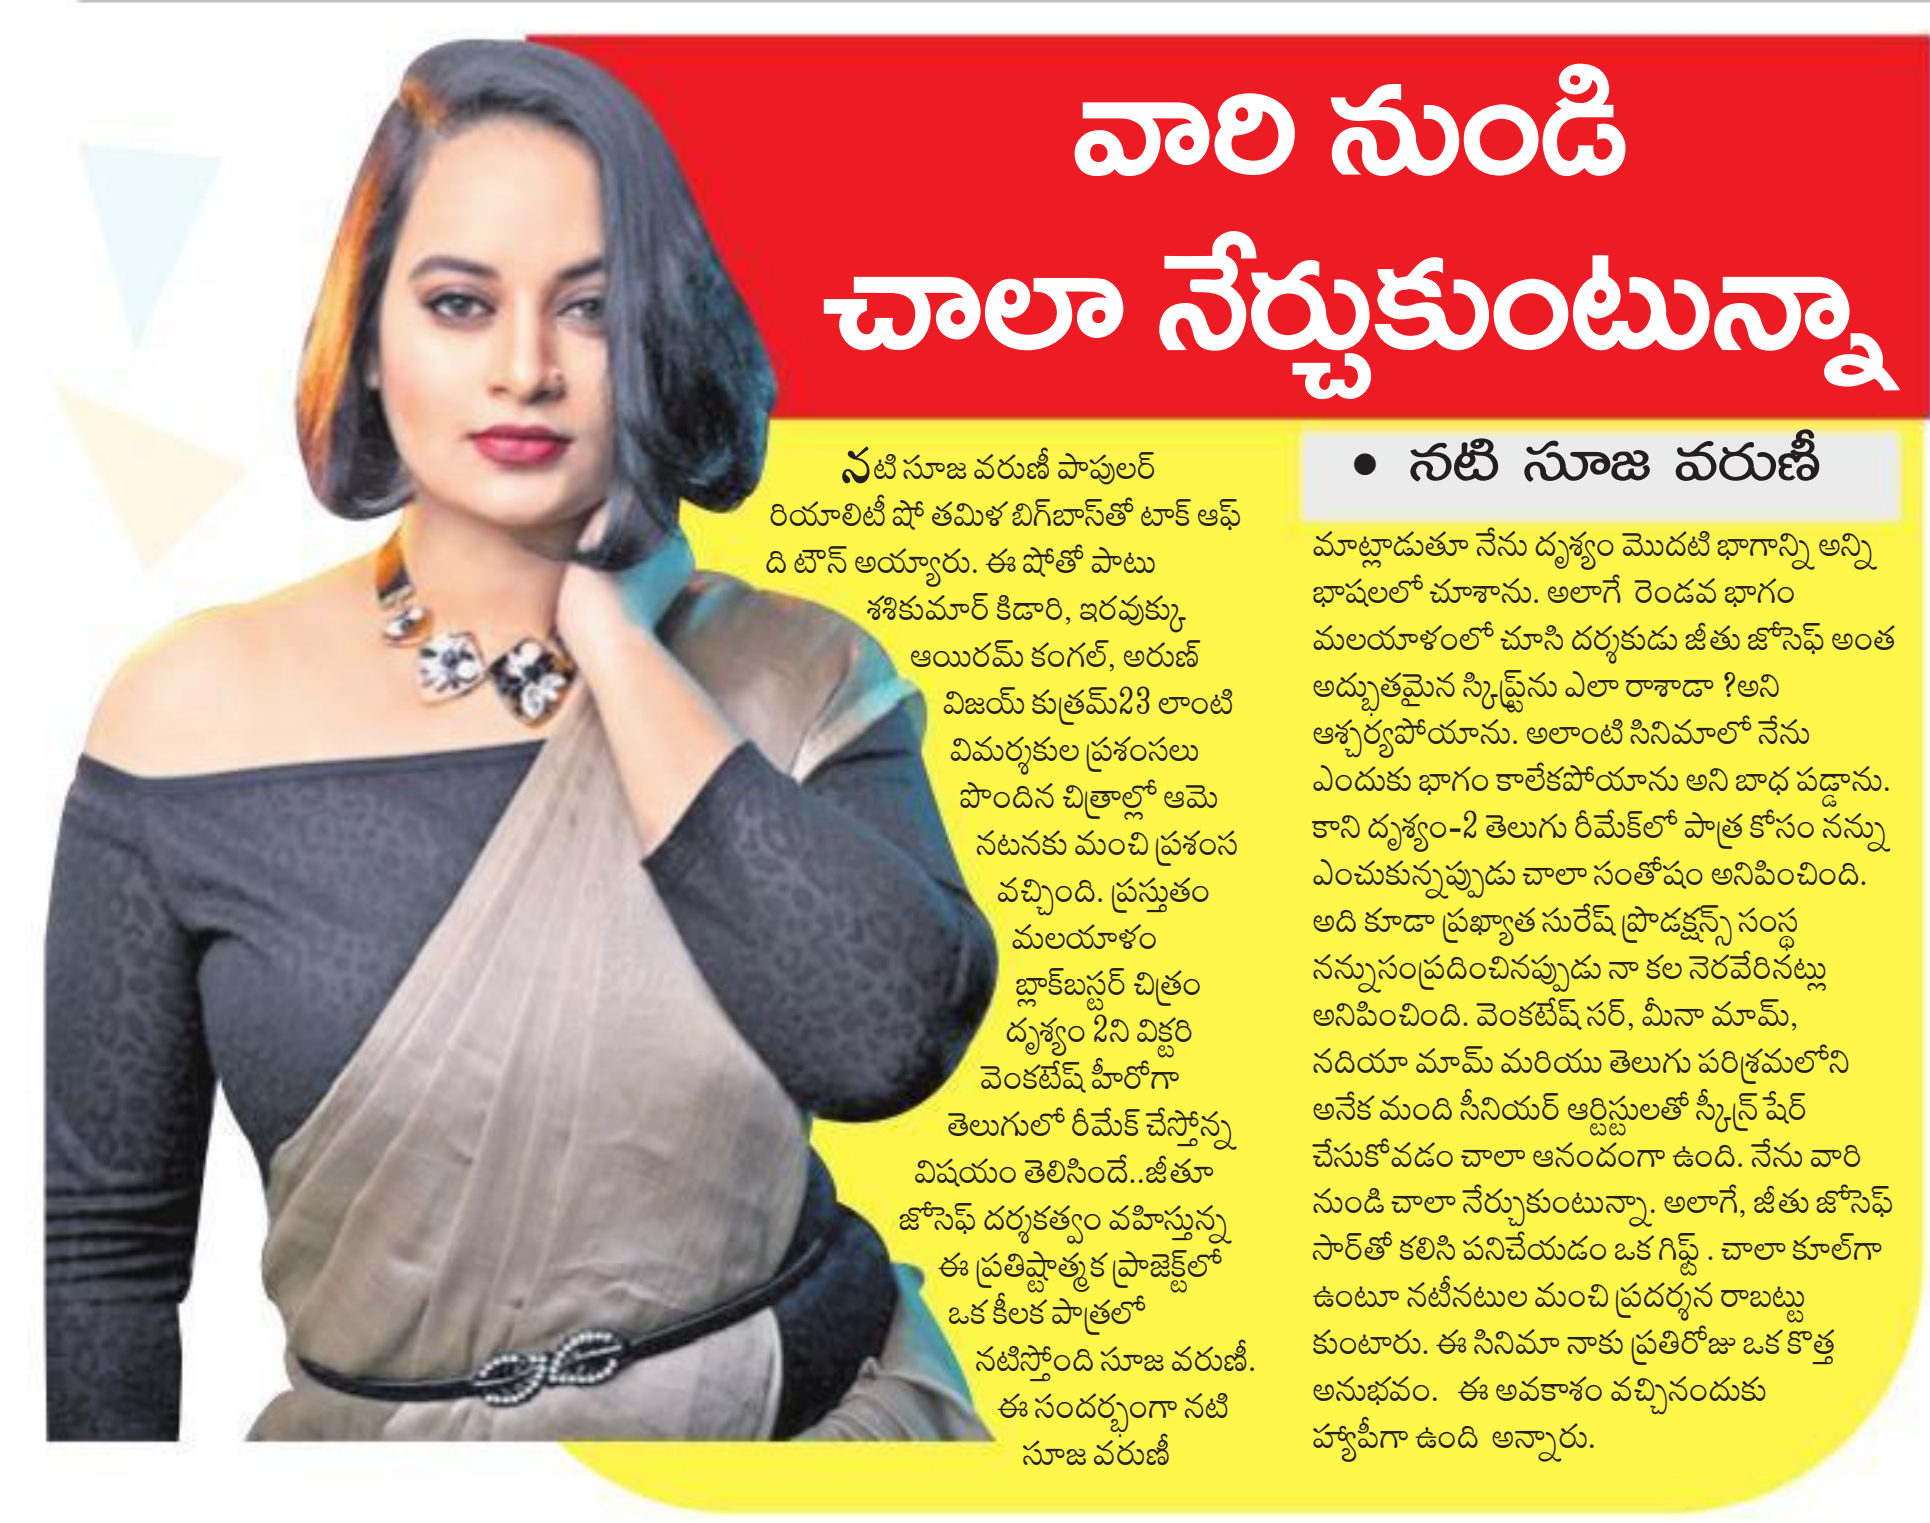 వారి నుండి
చాలా నేర్చుకుంటున్నా
నటి సూజ వరుణీ పాపులర్
రియాలిటీ షో తమిళ బిగ్‌బాస్‌తో టాక్ ఆఫ్
ది టౌన్ అయ్యారు. ఈ షోతో పాటు
శశికుమార్ కిడారి, ఇరవుక్కు
ఆయిరమ్ కంగల్, అరుణ్
విజయ్ కుత్రమ్23 లాంటి
విమర్శకుల ప్రశంసలు
పొందిన చిత్రాల్లో ఆమె
నటనకు మంచి ప్రశంస
వచ్చింది. ప్రస్తుతం
మలయాళం
బ్లాక్‌బస్టర్ చిత్రం
దృశ్యం 2ని విక్టరి
వెంకటేష్ హీరోగా
తెలుగులో రీమేక్ చేస్తోన్న
విషయం తెలిసిందే..జీతూ
జోసెఫ్ దర్శకత్వం వహిస్తున్న
ఈ ప్రతిష్టాత్మక ప్రాజెక్ట్‌లో
ఒక కీలక పాత్రలో
నటిస్తోంది సూజ వరుణీ.
ఈ సందర్భంగా నటి
సూజ వరుణీ
• నటి సూజ వరుణీ
మాట్లాడుతూ నేను దృశ్యం మొదటి భాగాన్ని అన్ని
భాషలలో చూశాను. అలాగే రెండవ భాగం
మలయాళంలో చూసి దర్శకుడు జీతు జోసెఫ్ అంత
అద్భుతమైన స్క్రిప్ట్‌ను ఎలా రాశాడా ?అని
ఆశ్చర్యపోయాను. అలాంటి సినిమాలో నేను
ఎందుకు భాగం కాలేకపోయాను అని బాధ పడ్డాను.
కాని దృశ్యం-2 తెలుగు రీమేక్‌లో పాత్ర కోసం నన్ను
ఎంచుకున్నప్పుడు చాలా సంతోషం అనిపించింది.
అది కూడా ప్రఖ్యాత సురేష్ ప్రొడక్షన్స్ సంస్థ
నన్నుసంప్రదించినప్పుడు నా కల నెరవేరినట్లు
అనిపించింది. వెంకటేష్ సర్, మీనా మామ్,
నదియా మామ్ మరియు తెలుగు పరిశ్రమలోని
అనేక మంది సీనియర్ ఆర్టిస్టులతో స్క్రీన్ షేర్
చేసుకోవడం చాలా ఆనందంగా ఉంది. నేను వారి
నుండి చాలా నేర్చుకుంటున్నా. అలాగే, జీతు జోసెఫ్
సార్‌తో కలిసి పనిచేయడం ఒక గిఫ్ట్ . చాలా కూల్‌గా
ఉంటూ నటీనటుల మంచి ప్రదర్శన రాబట్టు
కుంటారు. ఈ సినిమా నాకు ప్రతిరోజు ఒక కొత్త
అనుభవం. ఈ అవకాశం వచ్చినందుకు
హ్యాపీగా ఉంది అన్నారు.